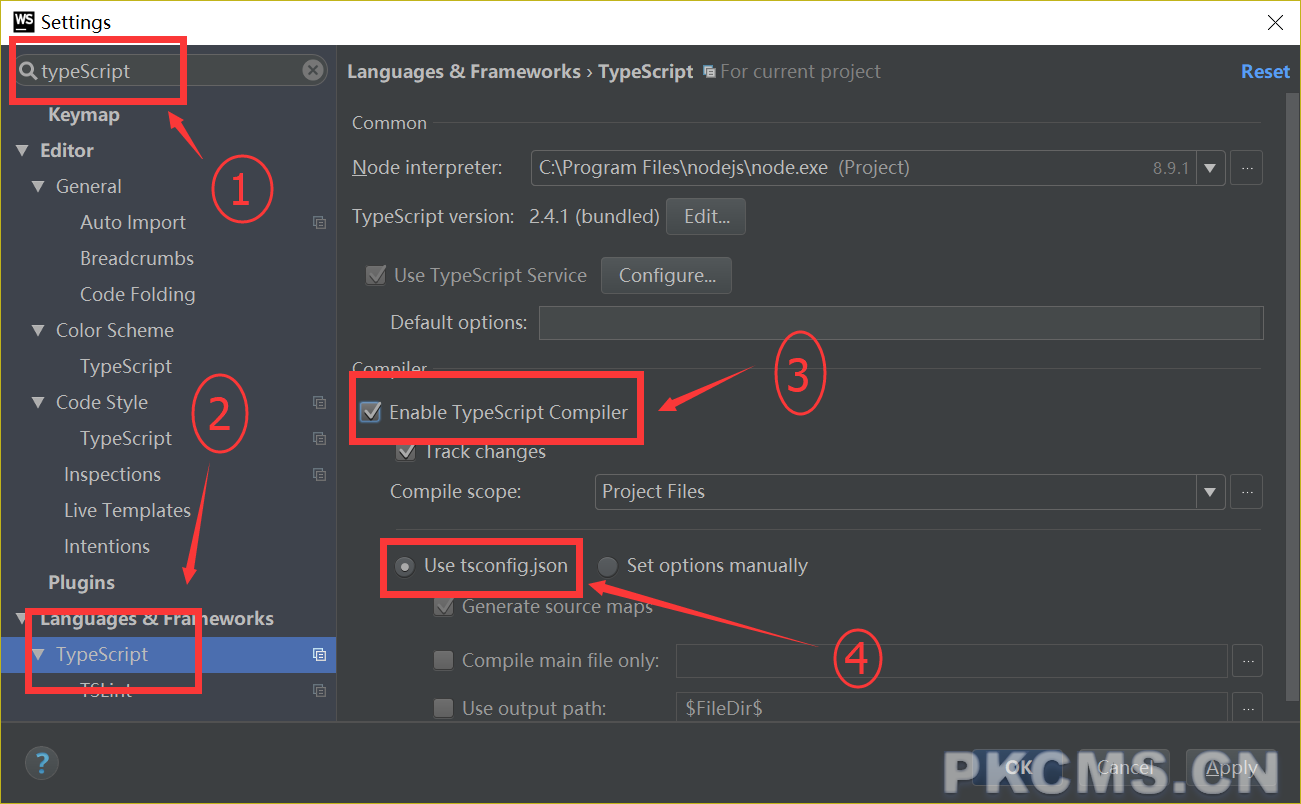 WS Settings
typeScript
Keymap
Editor
General
Auto Import
Breadcrumbs
Code Folding
Color Scheme
TypeScript
Code Style
TypeScript
Inspections
Live Templates
Intentions
Plugins
Languages & Frameworks
TypeScript
TSLint
1
2
Languages & Frameworks › TypeScript For current project Reset
Common
Node interpreter: C:\Program Files\nodejs\node.exe (Project) 8.9.1 ...
TypeScript version: 2.4.1 (bundled) Edit...
Use TypeScript Service Configure...
Default options:
Compiler
3
Enable TypeScript Compiler
Track changes
Compile scope: Project Files ...
Use tsconfig.json Set options manually
Generate source maps
4
Compile main file only: ...
Use output path: $FileDir$ ...
? OK Cancel Apply
PKCMS.CN